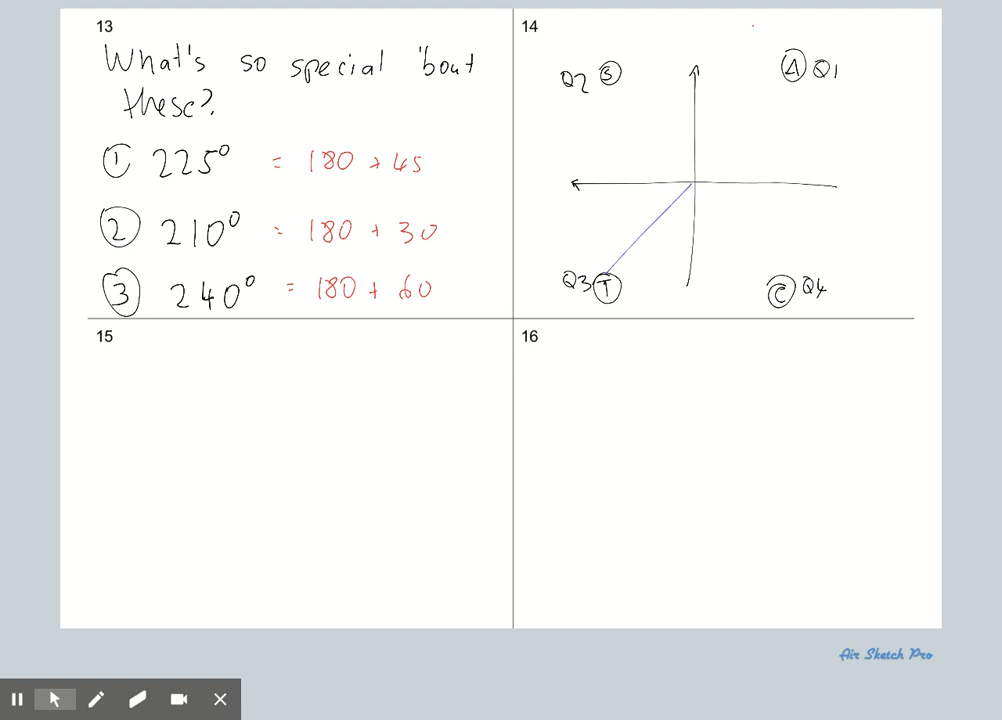 13
What's so special 'bout
these?
① 225° = 180 + 45
② 210° = 180 + 30
③ 240° = 180 + 60
14
Q2 Ⓢ
Ⓐ Q1
Q3 Ⓣ
Ⓒ Q4
15
16
Air Sketch Pro